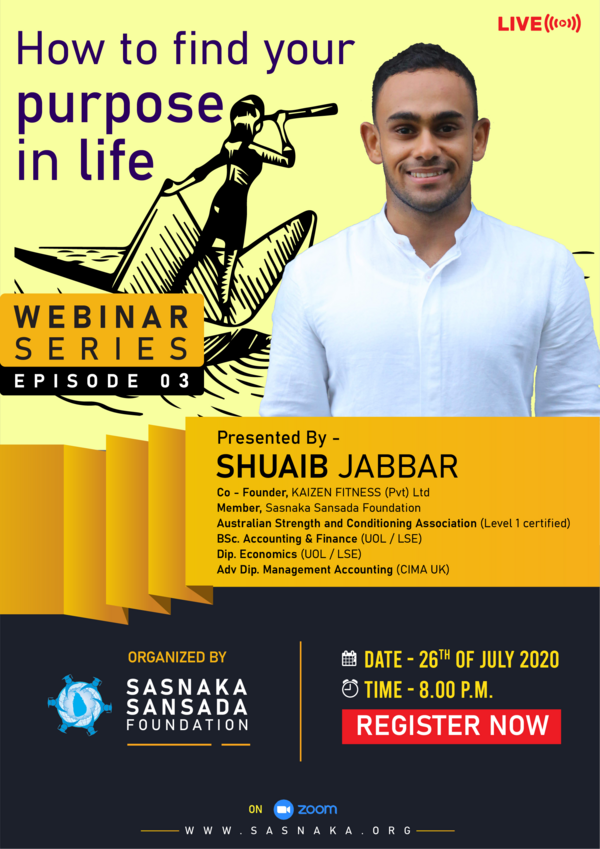 LIVE
How to find your
purpose
in life
WEBINAR
SERIES
EPISODE 03
Presented By -
SHUAIB JABBAR
Co - Founder, KAIZEN FITNESS (Pvt) Ltd
Member, Sasnaka Sansada Foundation
Australian Strength and Conditioning Association (Level 1 certified)
BSc. Accounting & Finance (UOL / LSE)
Dip. Economics (UOL / LSE)
Adv Dip. Management Accounting (CIMA UK)
ORGANIZED BY
SASNAKA
SANSADA
FOUNDATION
DATE - 26TH OF JULY 2020
TIME - 8.00 P.M.
REGISTER NOW
ON zoom
WWW.SASNAKA.ORG